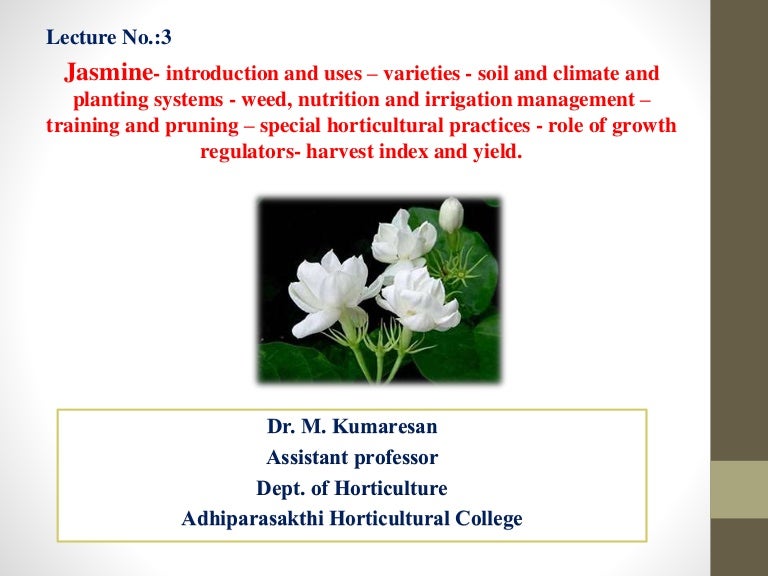 Lecture No.:3
Jasmine- introduction and uses – varieties - soil and climate and
planting systems - weed, nutrition and irrigation management –
training and pruning – special horticultural practices - role of growth
regulators- harvest index and yield.
Dr. M. Kumaresan
Assistant professor
Dept. of Horticulture
Adhiparasakthi Horticultural College